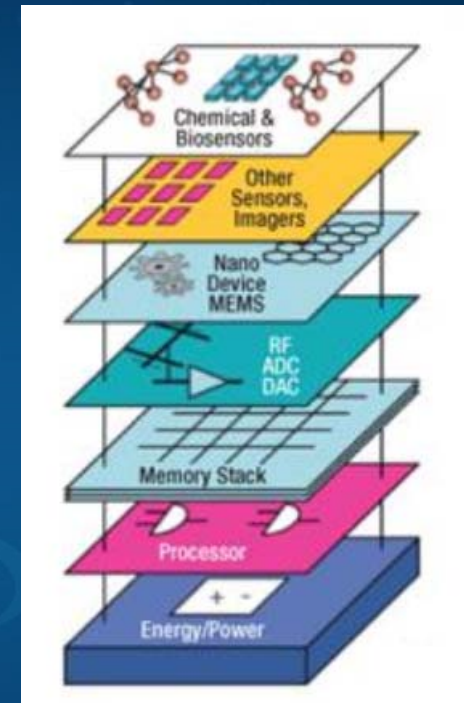 Chemical &
Biosensors
Other
Sensors,
Imagers
Nano
Device
MEMS
RF
ADC
DAC
Memory Stack
Processor
+ -
Energy/Power